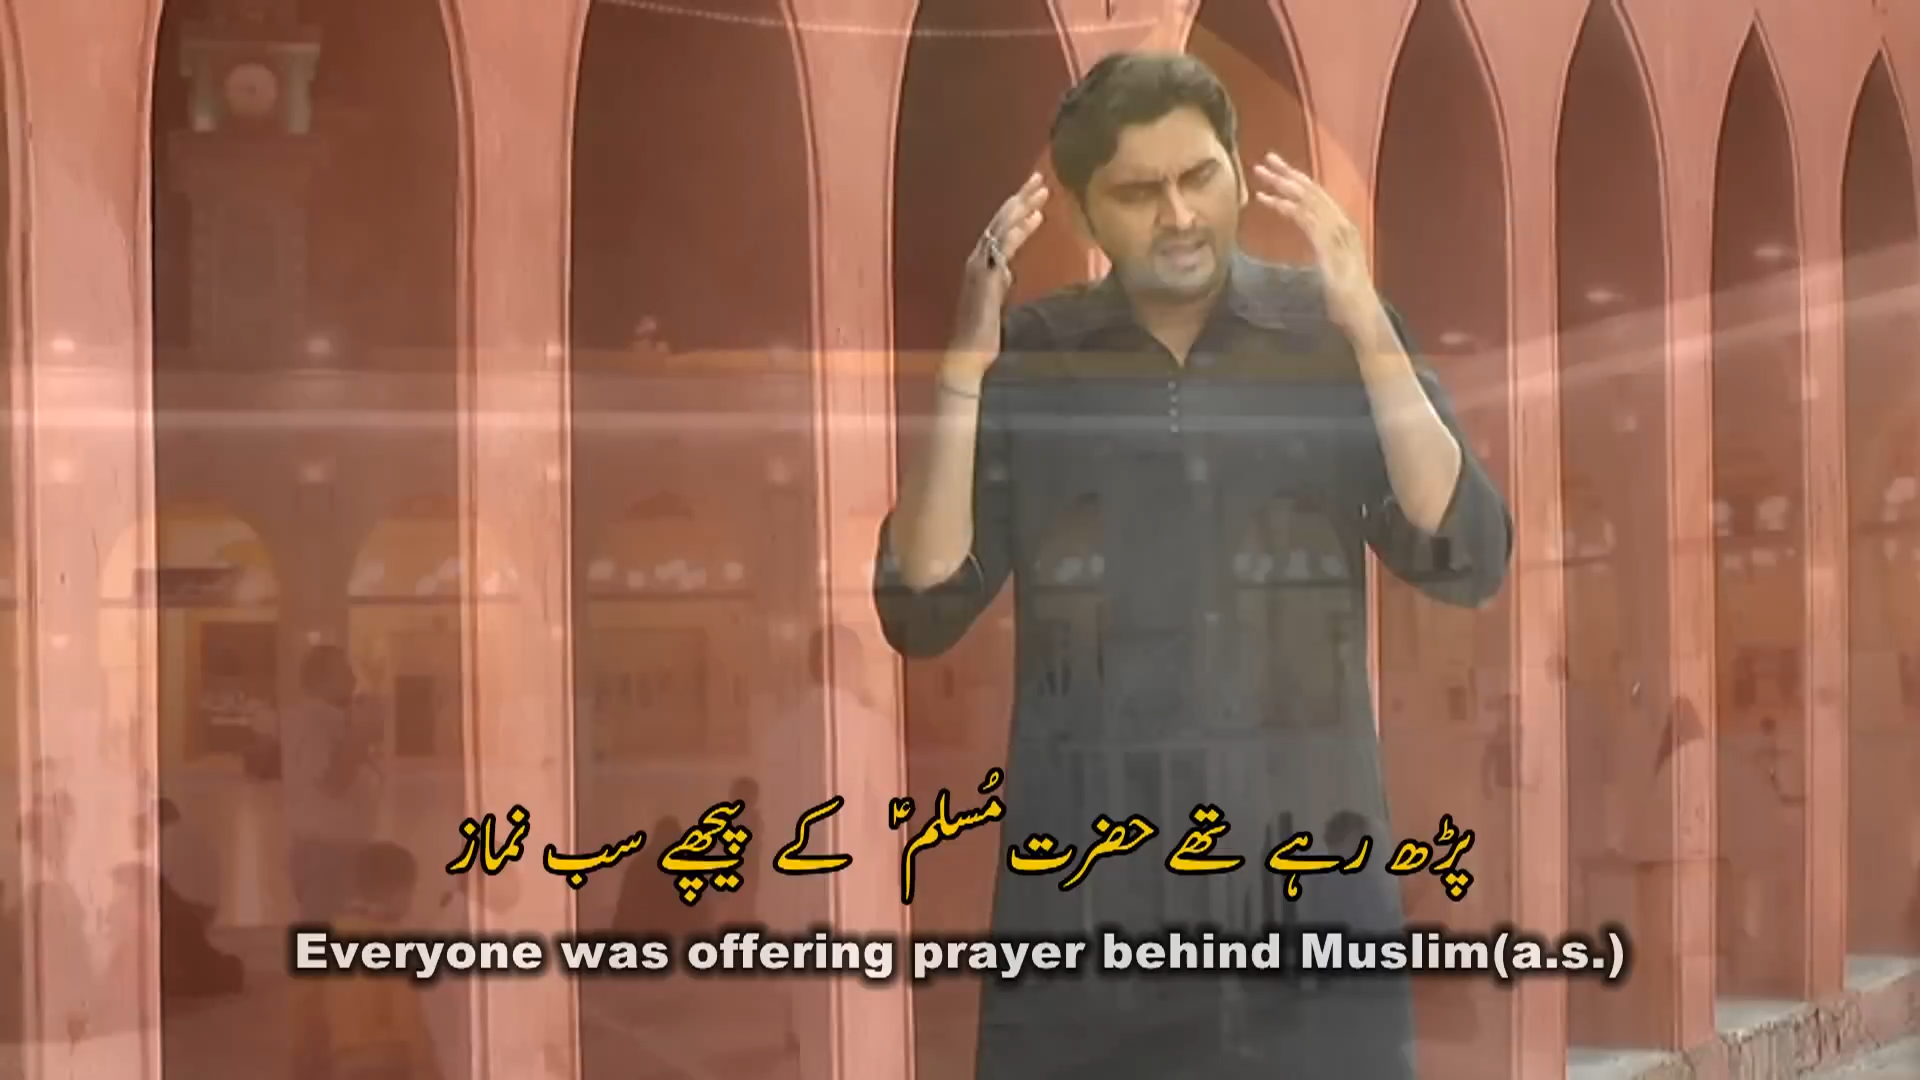 پڑھ رہے تھے حضرت مُسلمؑ کے پیچھے سب نماز
Everyone was offering prayer behind Muslim(a.s.)